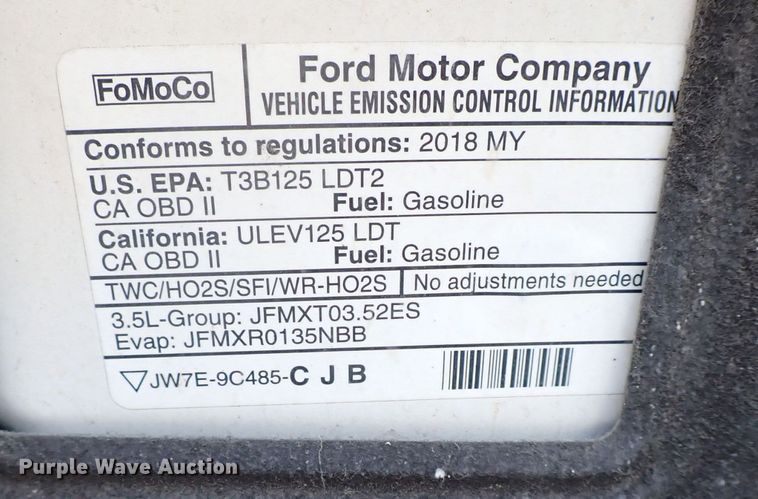 FoMoCo
Ford Motor Company
VEHICLE EMISSION CONTROL INFORMATION
Conforms to regulations: 2018 MY
U.S. EPA: T3B125 LDT2
CA OBD II Fuel: Gasoline
California: ULEV125 LDT
CA OBD II Fuel: Gasoline
TWC/HO2S/SFI/WR-HO2S No adjustments needed
3.5L-Group: JFMXT03.52ES
Evap: JFMXR0135NBB
JW7E-9C485-C J B
Purple Wave Auction